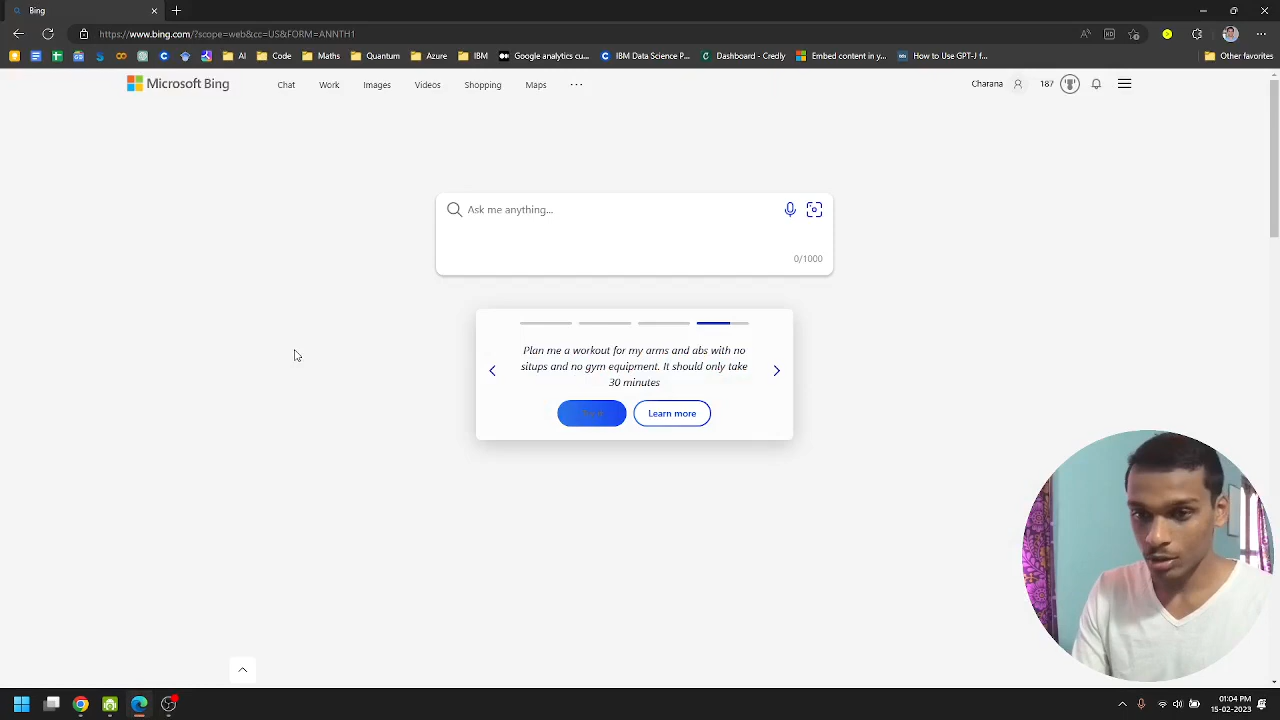 Bing
https://www.bing.com/?scope=web&cc=US&FORM=ANNTH1
Code
Maths
Quantum
Azure
IBM
Google analytics cu...
IBM Data Science P...
Dashboard - Credly
Embed content in y...
How to Use GPT-J f...
Other favorites
Microsoft Bing
Chat
Work
Images
Videos
Shopping
Maps
Charana
187
Ask me anything...
0/1000
Plan me a workout for my arms and abs with no
situps and no gym equipment. It should only take
30 minutes
Learn more
01:04 PM
15-02-2023